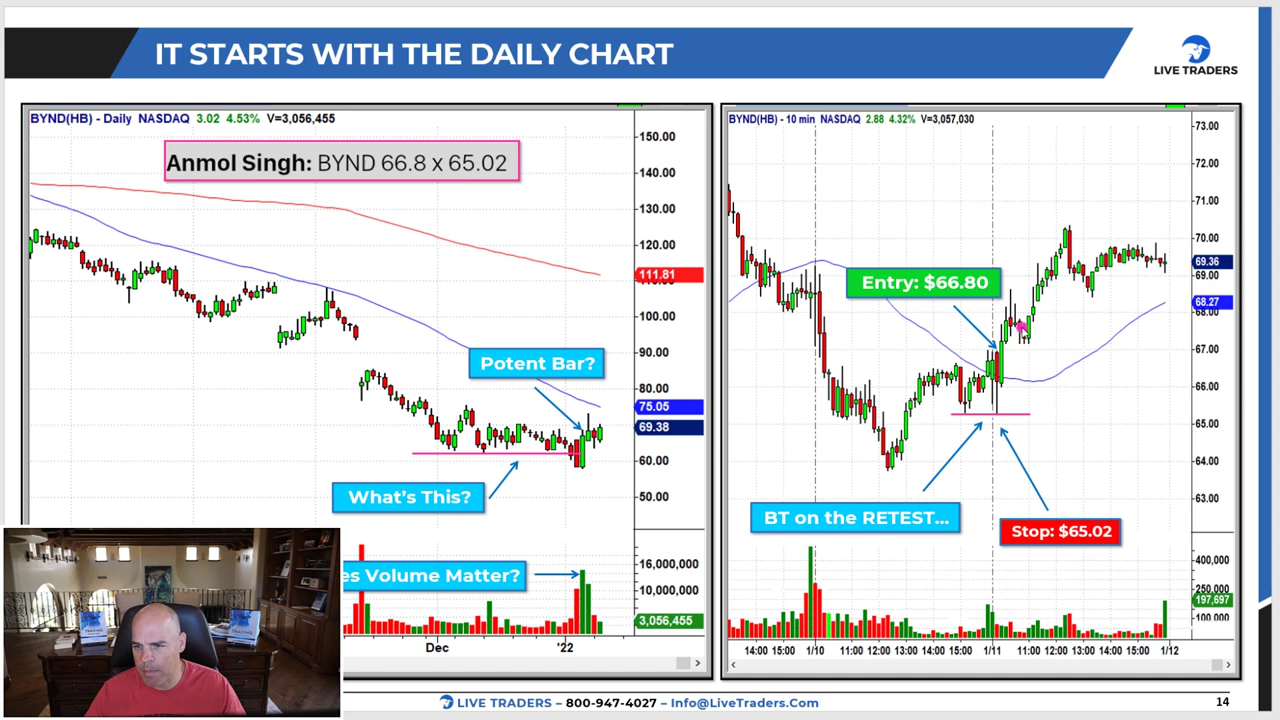 IT STARTS WITH THE DAILY CHART
LIVE TRADERS
BYND(HB) - Daily NASDAQ 3.02 4.53% V=3,056,455
Anmol Singh: BYND 66.8 x 65.02
150.00
140.00
130.00
120.00
111.81
110.00
100.00
90.00
80.00
75.05
69.38
60.00
50.00
Potent Bar?
What's This?
es Volume Matter?
16,000,000
10,000,000
3,056,455
Dec
'22
BYND(HB) - 10 min NASDAQ 2.88 4.32% V=3,057,030
73.00
72.00
71.00
70.00
69.36
69.00
68.27
68.00
67.00
66.00
65.00
64.00
63.00
Entry: $66.80
BT on the RETEST...
Stop: $65.02
400,000
250,000
197,697
100,000
14:00 15:00 1/10 11:00 12:00 13:00 14:00 15:00 1/11 11:00 12:00 13:00 14:00 15:00 1/12
LIVE TRADERS – 800-947-4027 – Info@LiveTraders.Com
14